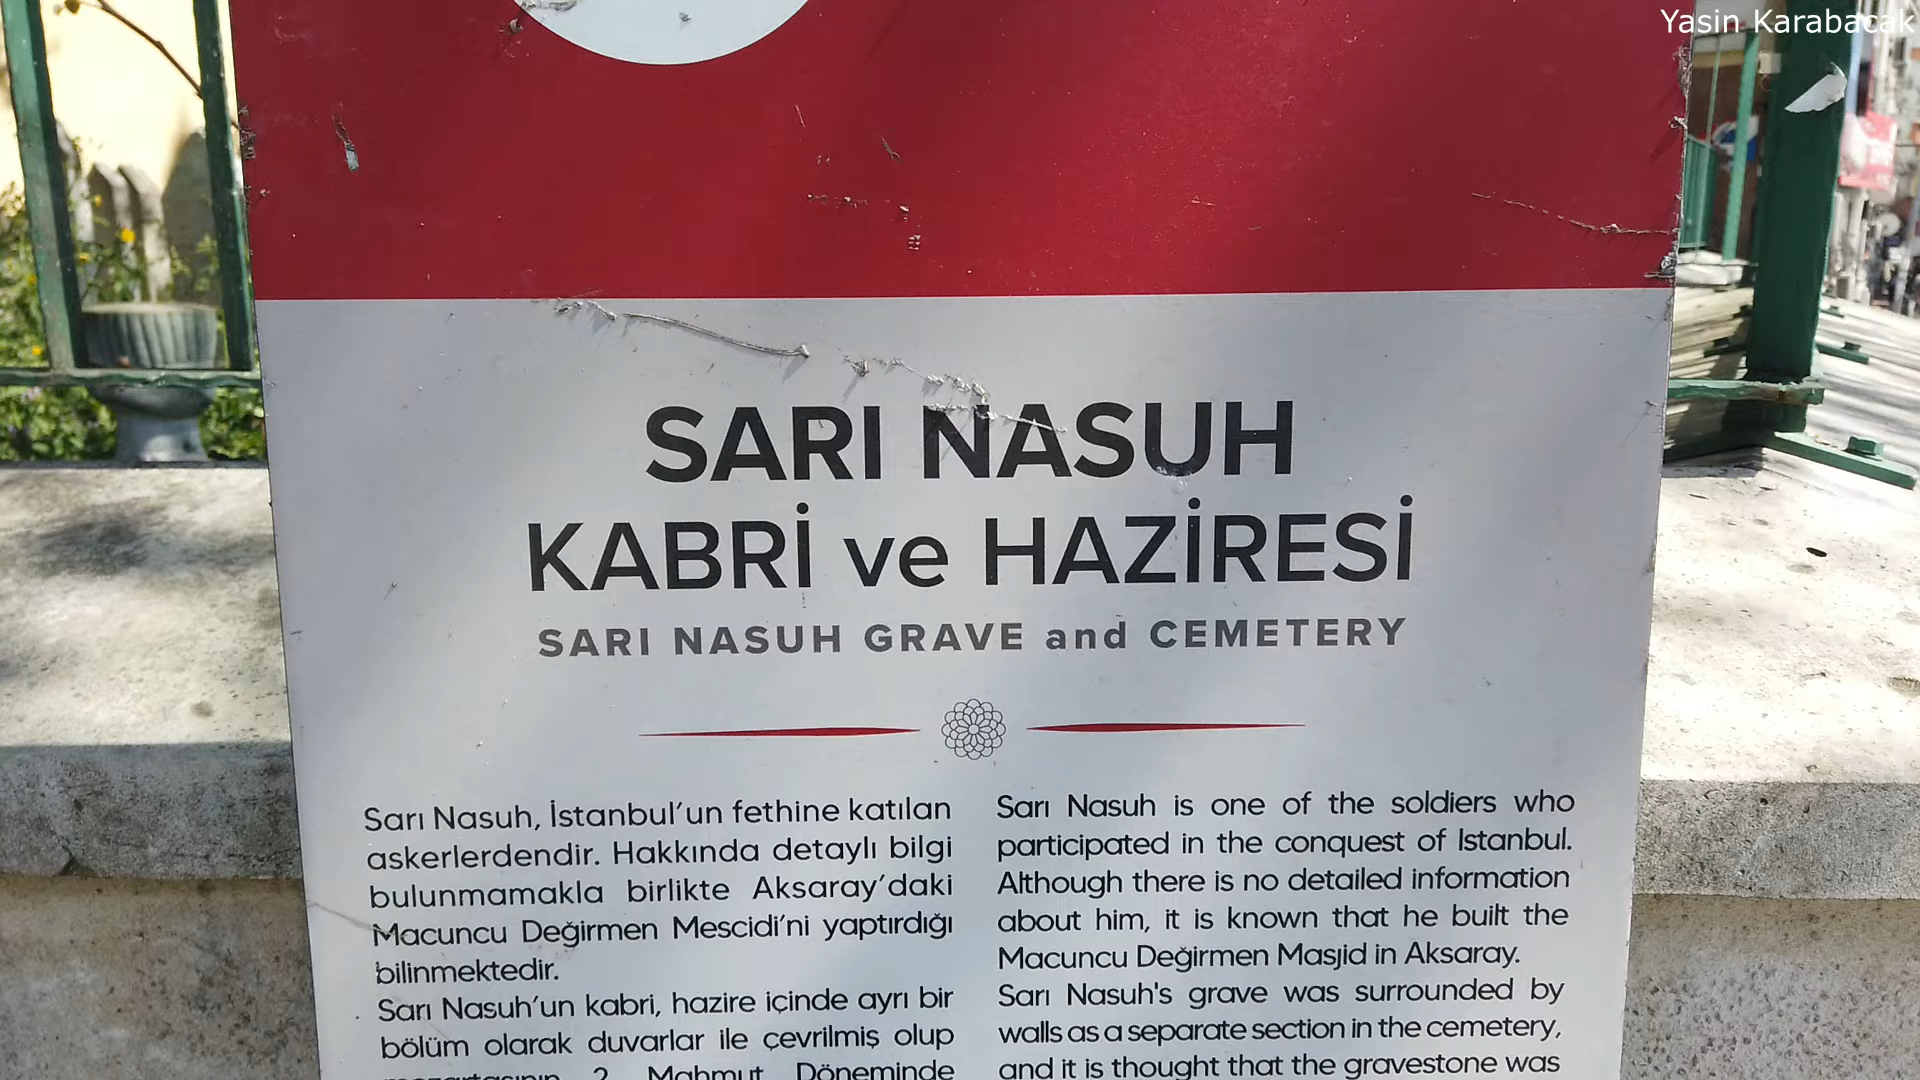 Yasin Karabacak
SARI NASUH
KABRİ ve HAZİRESİ
SARI NASUH GRAVE and CEMETERY
Sarı Nasuh, İstanbul'un fethine katılan
askerlerdendir. Hakkında detaylı bilgi
bulunmamakla birlikte Aksaray'daki
Macuncu Değirmen Mescidi'ni yaptırdığı
bilinmektedir.
Sarı Nasuh'un kabri, hazire içinde ayrı bir
bölüm olarak duvarlar ile çevrilmiş olup
mezartaşının 2. Mahmut Döneminde
Sarı Nasuh is one of the soldiers who
participated in the conquest of Istanbul.
Although there is no detailed information
about him, it is known that he built the
Macuncu Değirmen Masjid in Aksaray.
Sarı Nasuh's grave was surrounded by
walls as a separate section in the cemetery,
and it is thought that the gravestone was